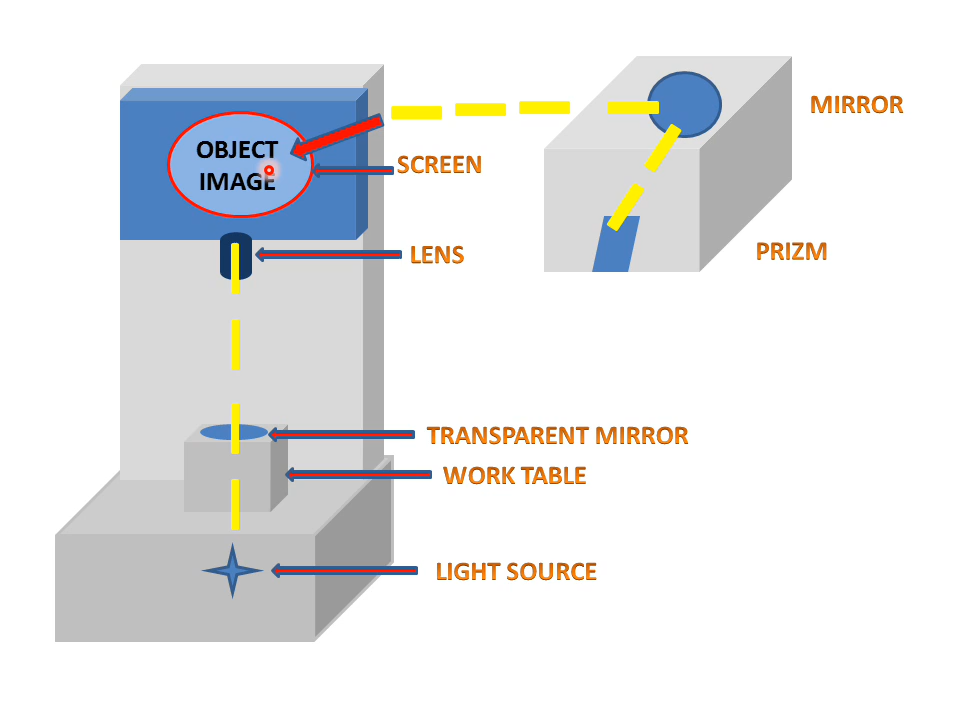 MIRROR
OBJECT
IMAGE
SCREEN
PRIZM
LENS
TRANSPARENT MIRROR
WORK TABLE
LIGHT SOURCE